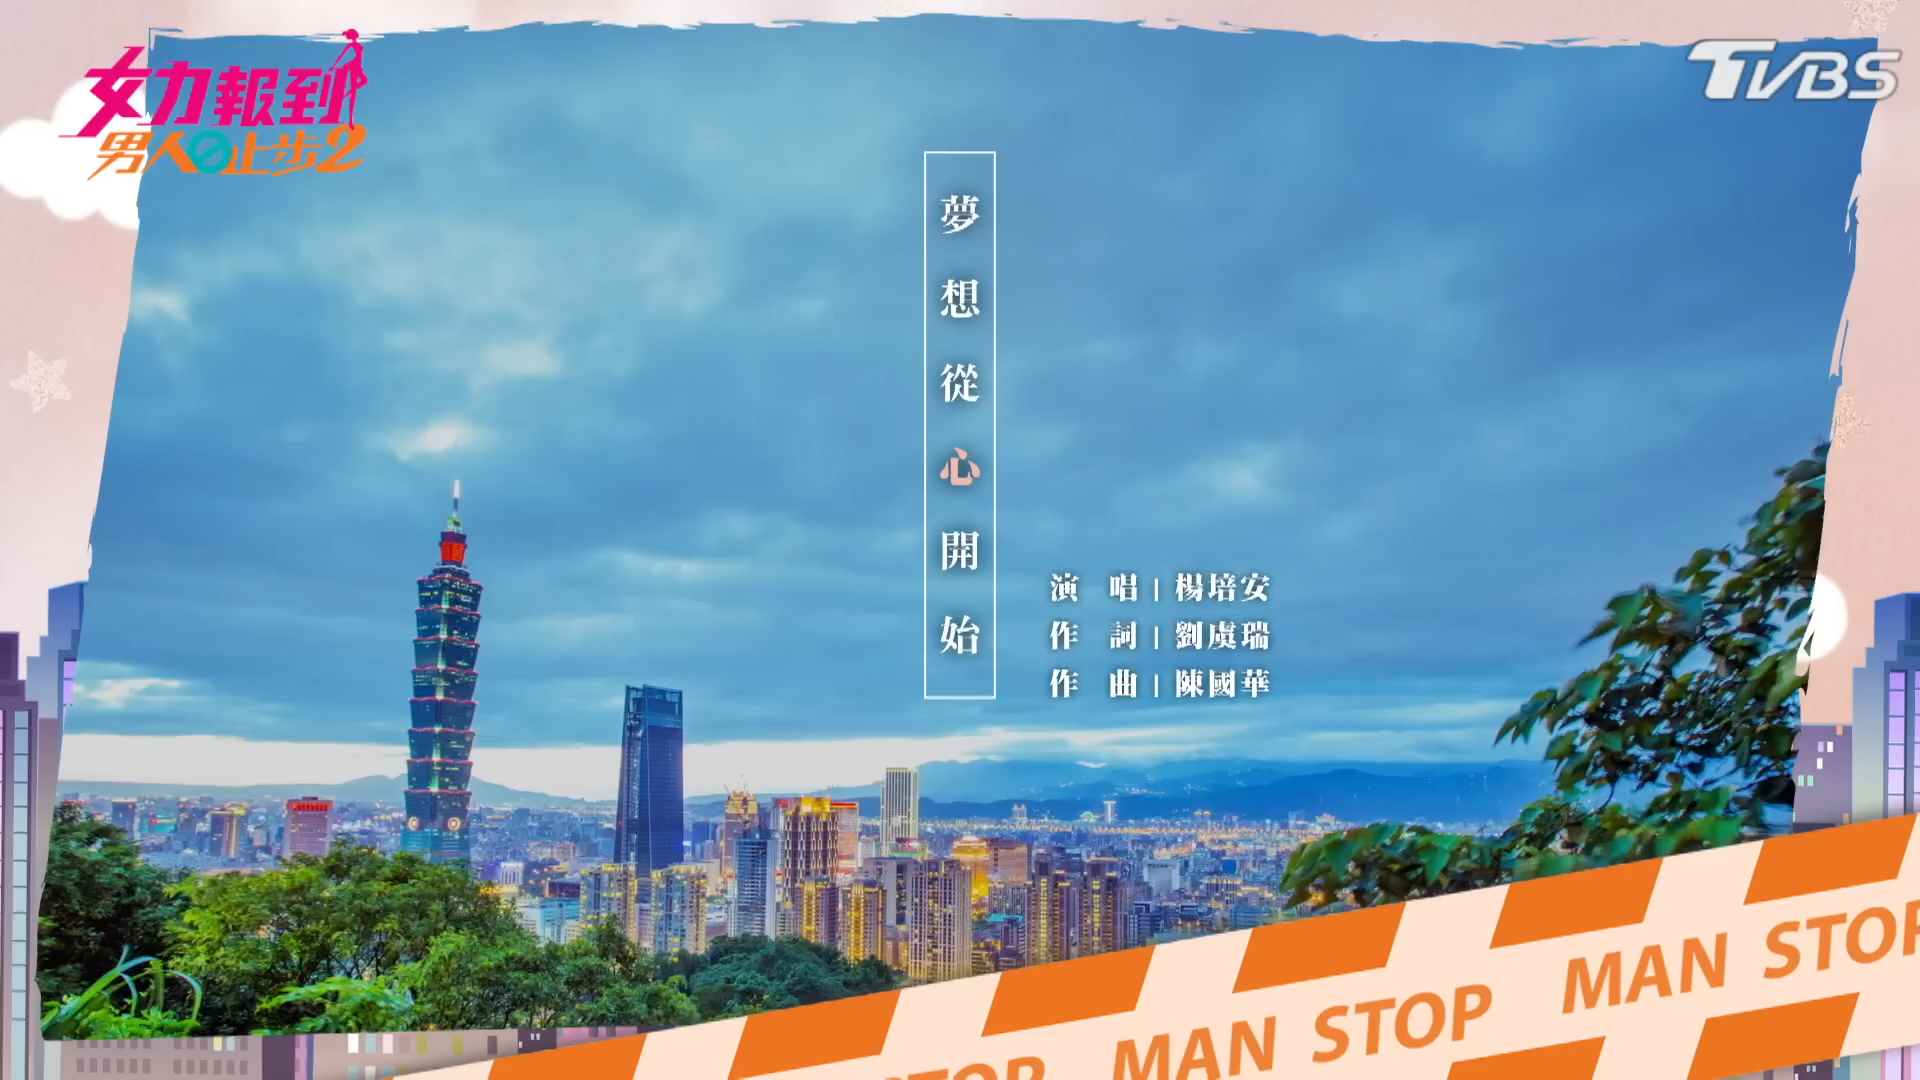 女力報到
男人止步2
TVBS
夢想從心開始
演 唱 | 楊培安
作 詞 | 劉虞瑞
作 曲 | 陳國華
MAN STOP
MAN STOP